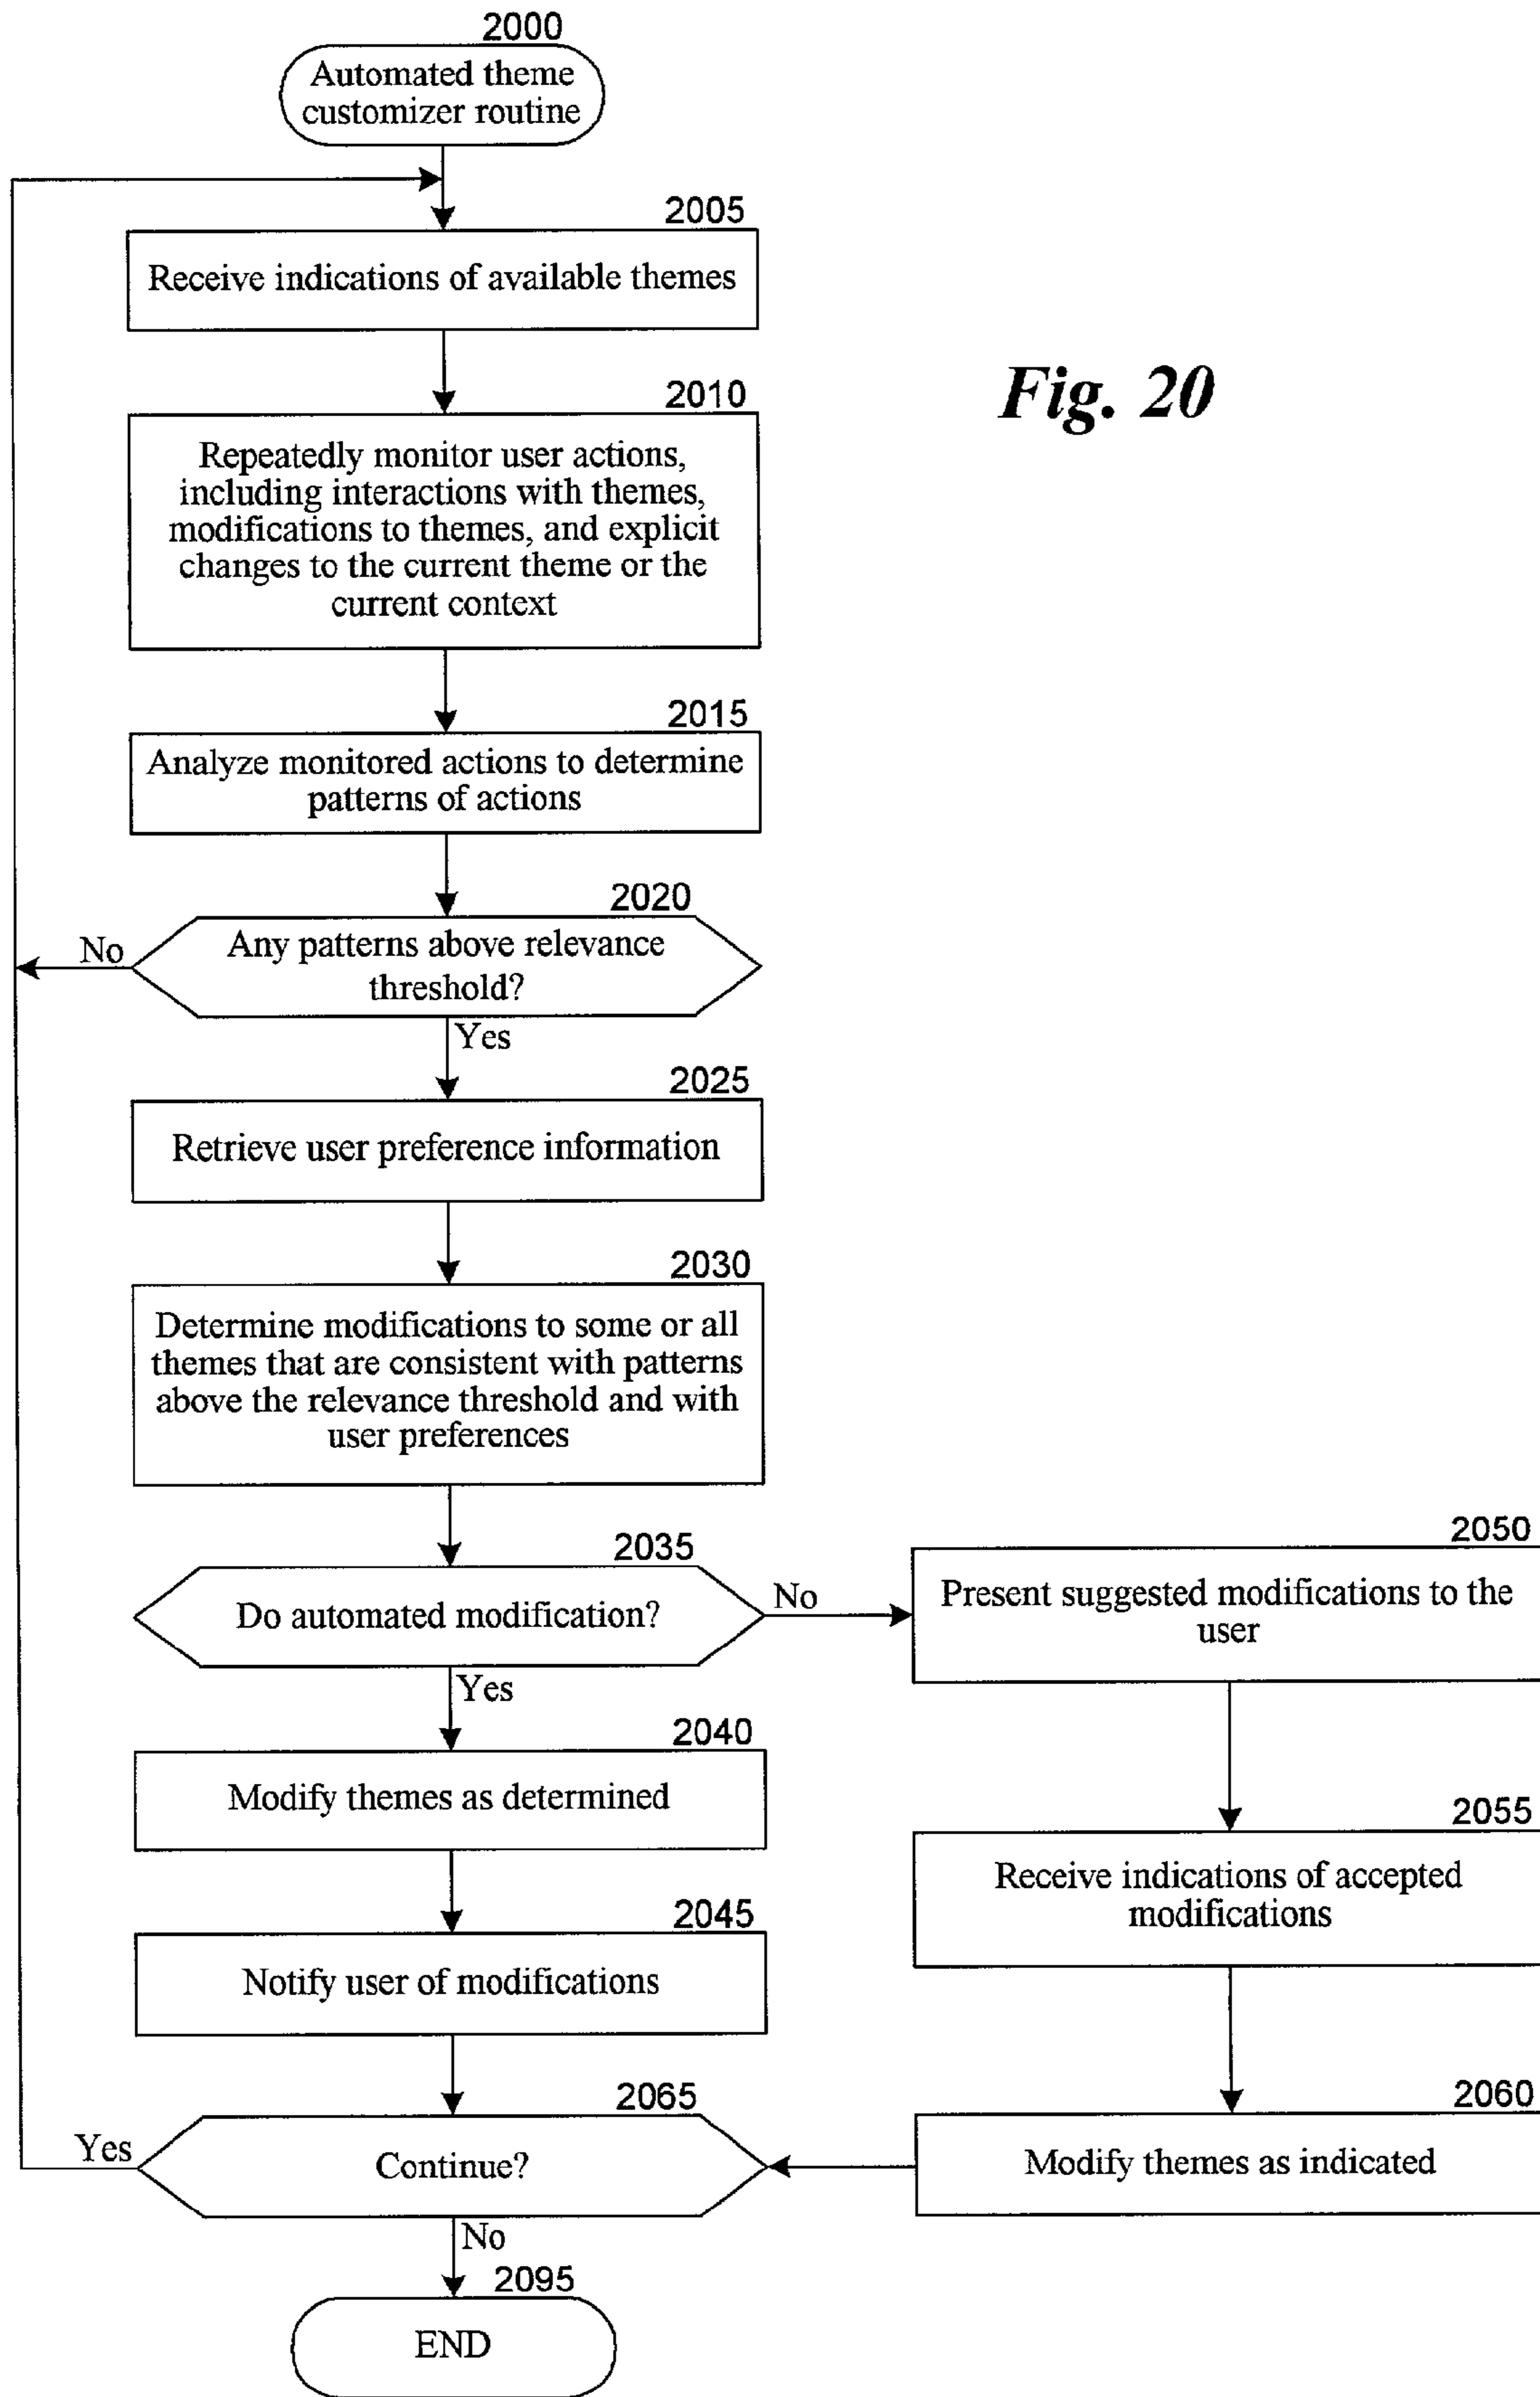 2000
Automated theme
customizer routine
2005
Receive indications of available themes
Fig. 20
2010
Repeatedly monitor user actions,
including interactions with themes,
modifications to themes, and explicit
changes to the current theme or the
current context
2015
Analyze monitored actions to determine
patterns of actions
2020
No
Any patterns above relevance
threshold?
Yes
2025
Retrieve user preference information
2030
Determine modifications to some or all
themes that are consistent with patterns
above the relevance threshold and with
user preferences
2035
Do automated modification?
No
Yes
2050
Present suggested modifications to the
user
2040
Modify themes as determined
2055
Receive indications of accepted
modifications
2045
Notify user of modifications
2065
Yes
Continue?
No
2060
Modify themes as indicated
2095
END